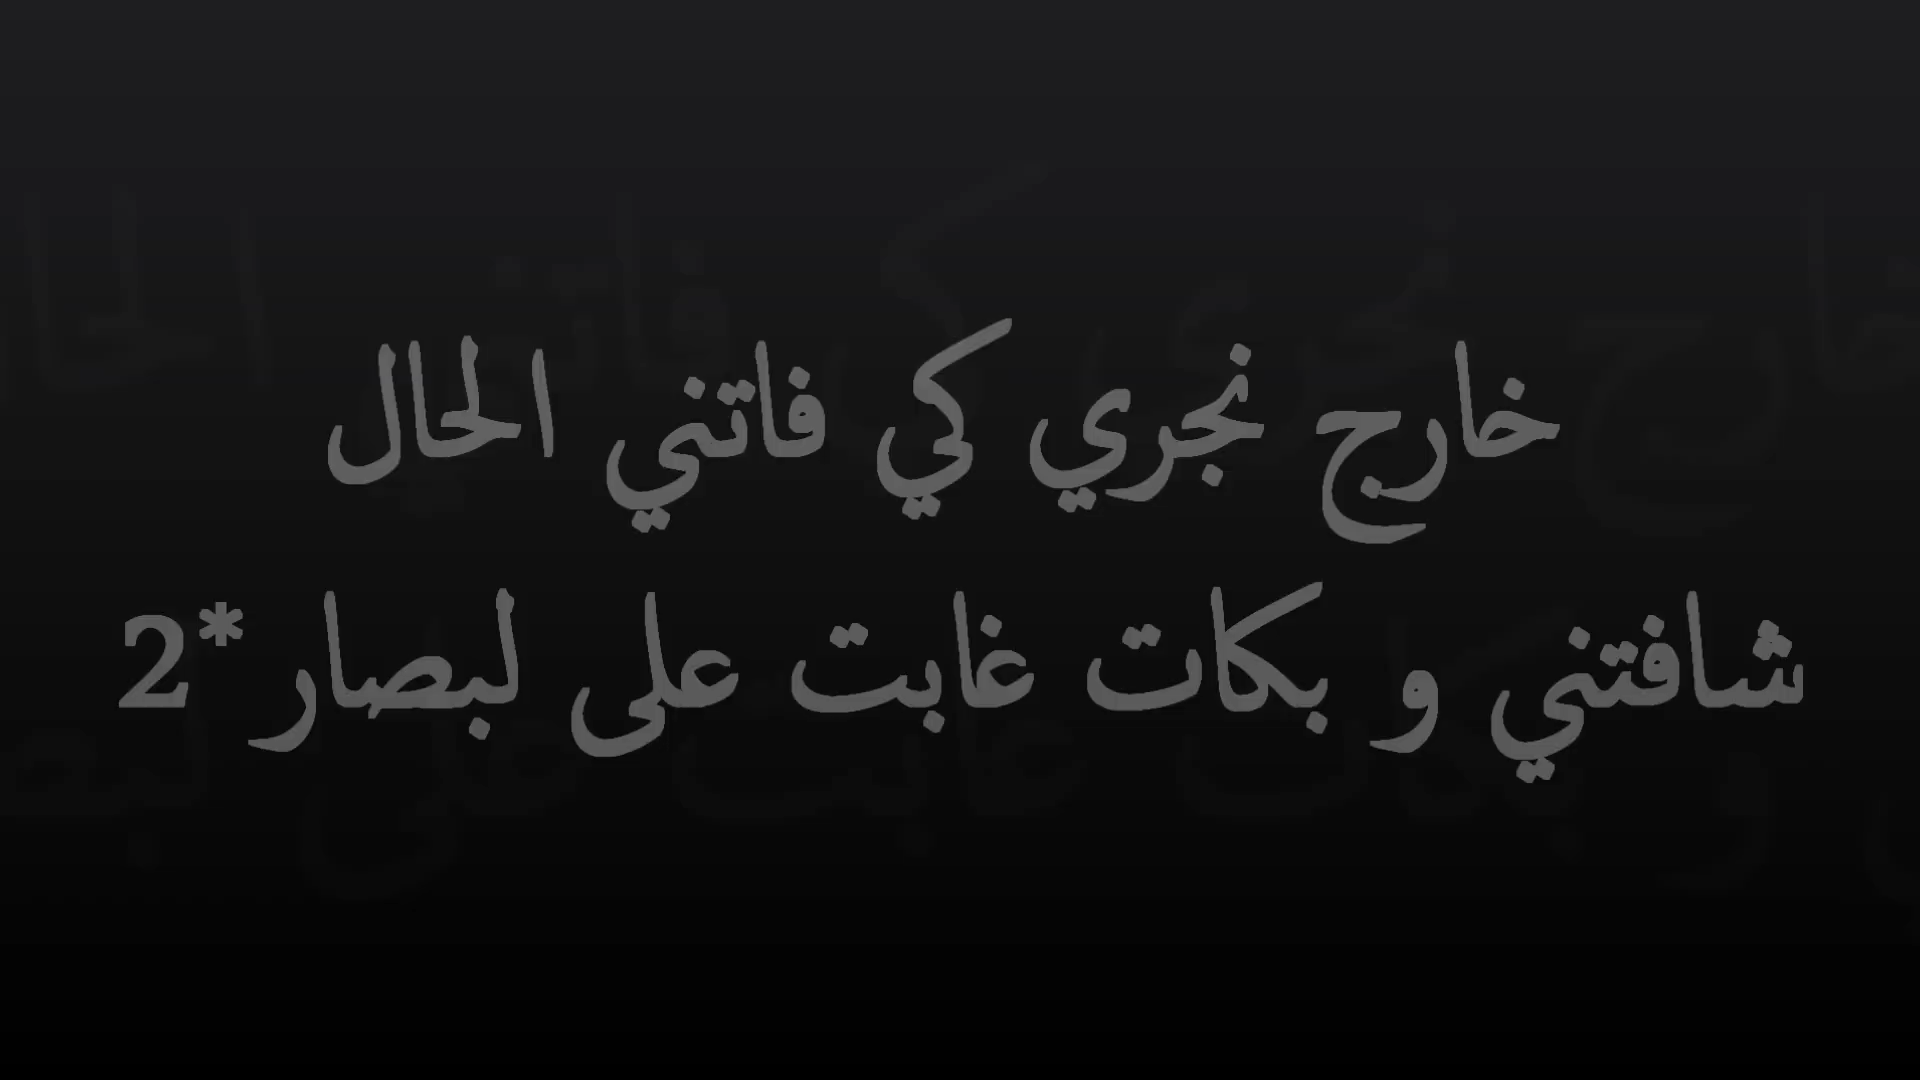 خارج نجري كي فاتني الحال
شافتني و بكات غابت على لبصار *2